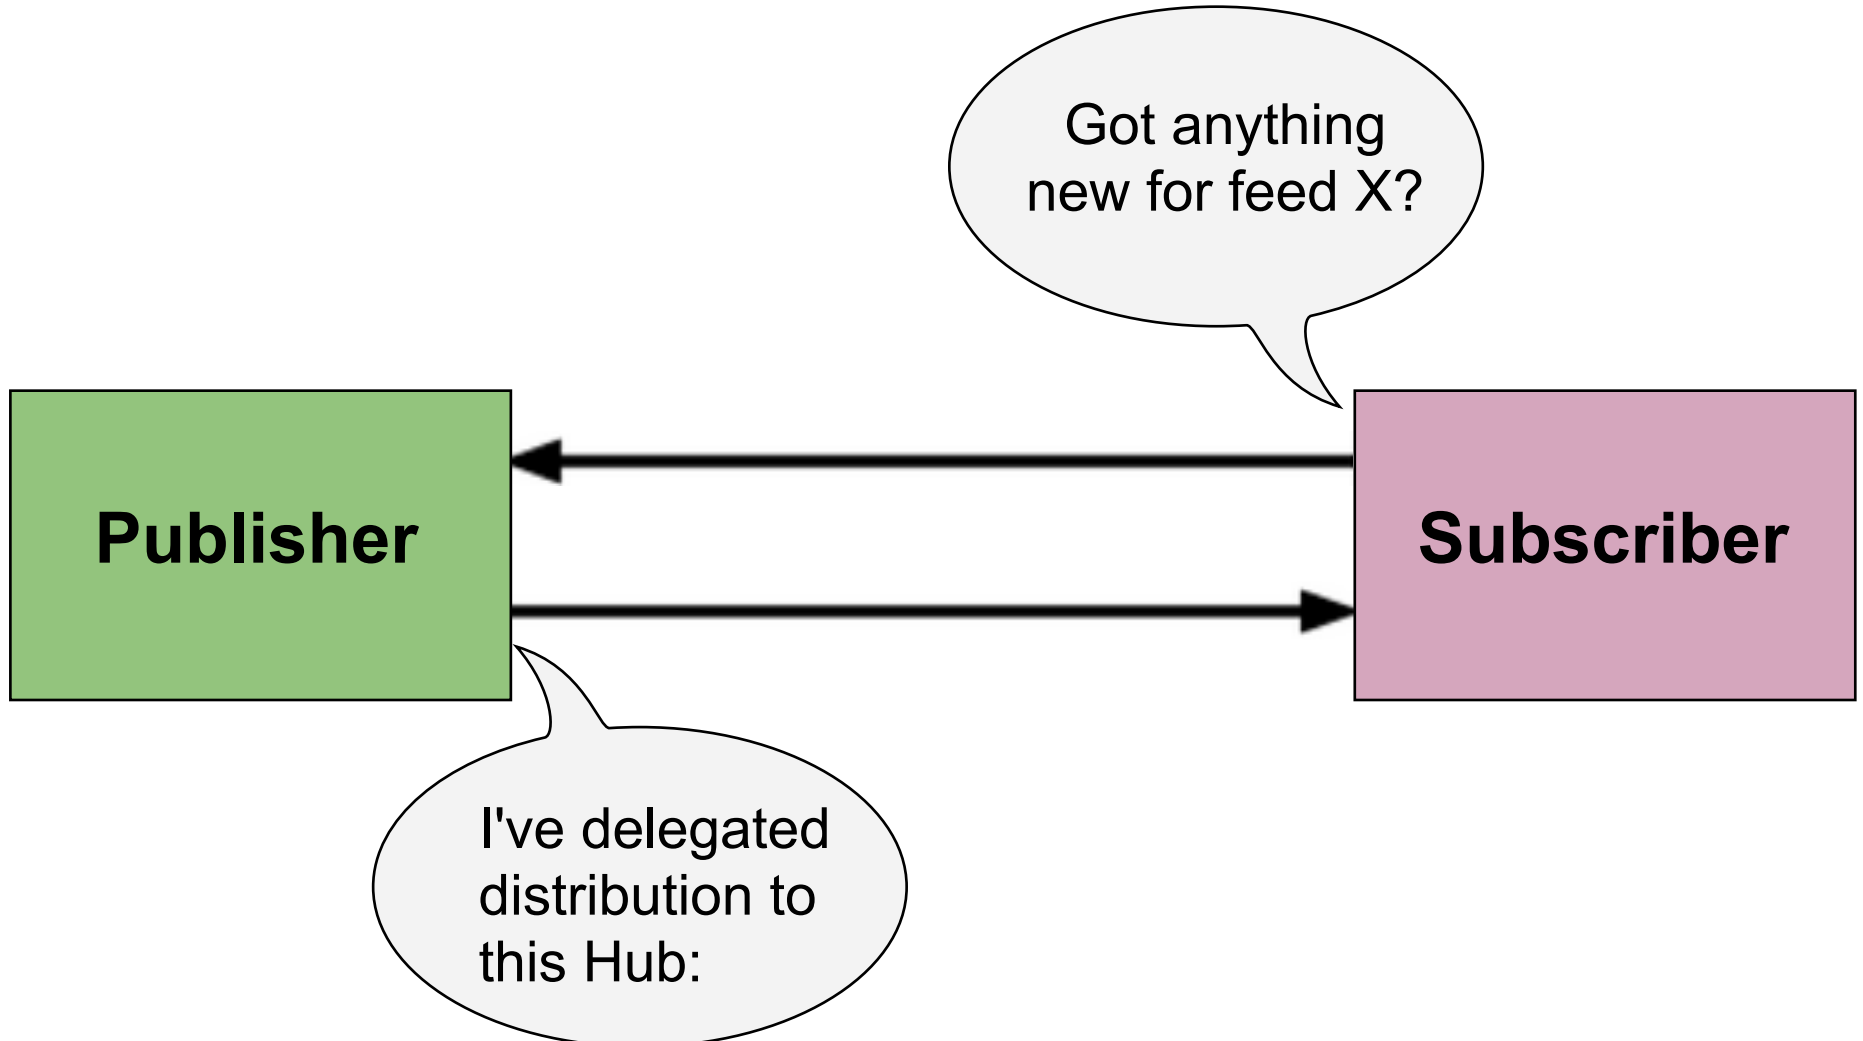 Got anything
new for feed X?
Publisher
Subscriber
I've delegated
distribution to
this Hub: